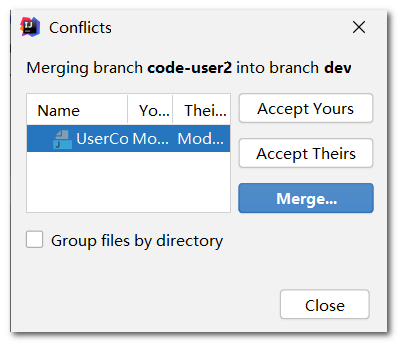 Conflicts
Merging branch code-user2 into branch dev
Name Yo... Thei...
UserCo Mo... Mod...
Accept Yours
Accept Theirs
Merge...
Group files by directory
Close